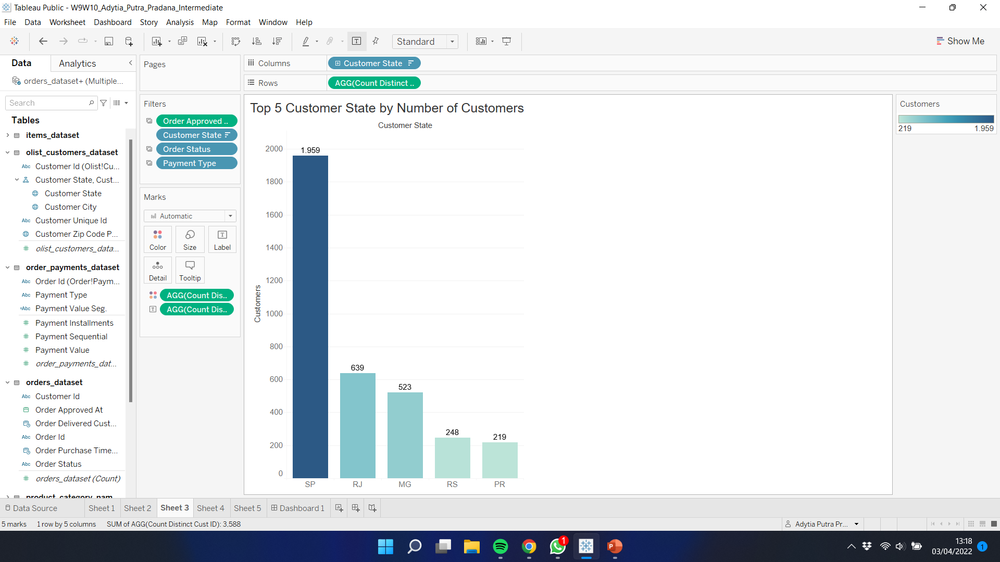 Tableau Public - W9W10_Adytia_Putra_Pradana_Intermediate
File Data Worksheet Dashboard Story Analysis Map Format Window Help
Standard
Show Me
Data Analytics
orders_dataset+ (Multiple...
Search
Tables
items_dataset
olist_customers_dataset
Abc Customer Id (Olist!Cu...
Customer State, Cust...
Customer State
Customer City
Abc Customer Unique Id
Customer Zip Code P...
# olist_customers_data...
order_payments_dataset
Abc Order Id (Order!Paym...
Abc Payment Type
=Abc Payment Value Seg.
# Payment Installments
# Payment Sequential
# Payment Value
# order_payments_dat...
orders_dataset
Abc Customer Id
Order Approved At
Order Delivered Cust...
Abc Order Id
Order Purchase Time...
Abc Order Status
# orders_dataset (Count)
product_category_nam...
Pages
Filters
Order Approved ..
Customer State
Order Status
Payment Type
Marks
Automatic
Color Size T Label
Detail Tooltip
AGG(Count Dis..
T AGG(Count Dis..
Columns Customer State
Rows AGG(Count Distinct ..
Top 5 Customer State by Number of Customers
Customer State
Customers
2000
1800
1600
1400
1200
1000
800
600
400
200
0
1.959
639
523
248
219
SP RJ MG RS PR
Customers
219 1.959
Data Source Sheet 1 Sheet 2 Sheet 3 Sheet 4 Sheet 5 Dashboard 1
5 marks 1 row by 5 columns SUM of AGG(Count Distinct Cust ID): 3,588
Adytia Putra Pr...
1
13:18
03/04/2022
1